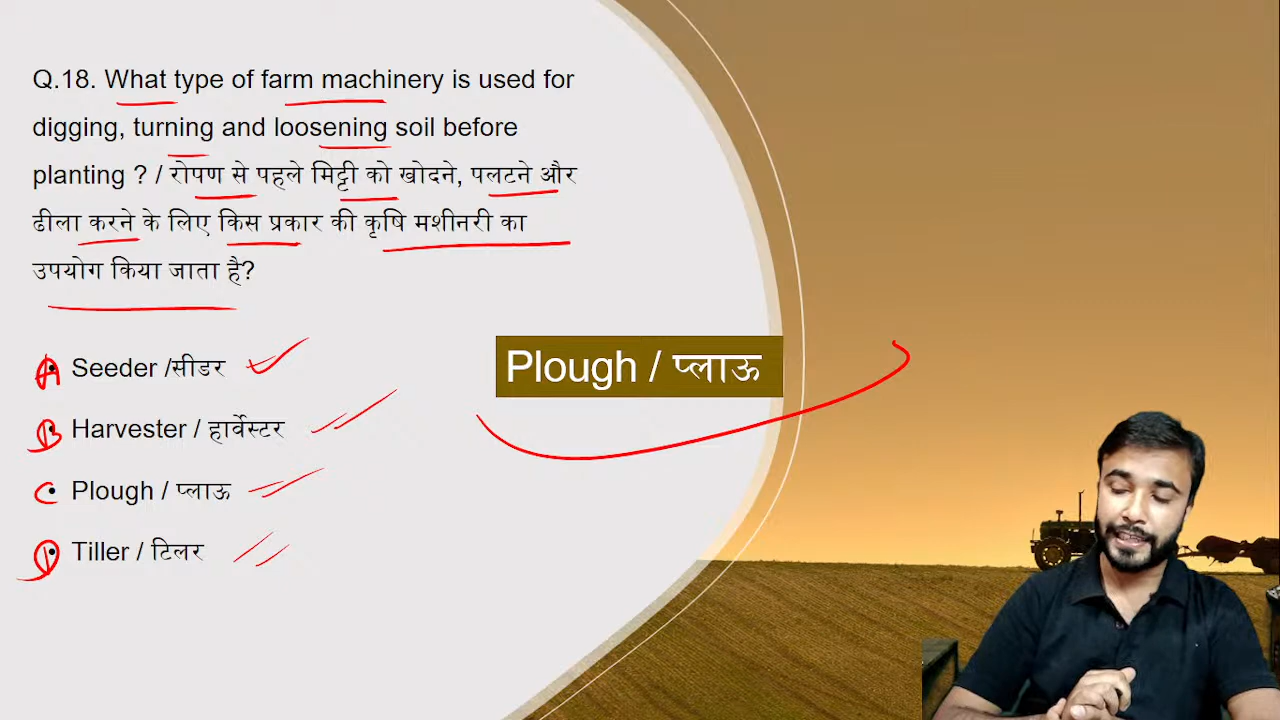 Q.18. What type of farm machinery is used for
digging, turning and loosening soil before
planting ? / रोपण से पहले मिट्टी को खोदने, पलटने और
ढीला करने के लिए किस प्रकार की कृषि मशीनरी का
उपयोग किया जाता है?
A • Seeder /सीडर
B • Harvester / हार्वेस्टर
C • Plough / प्लाऊ
D • Tiller / टिलर
Plough / प्लाऊ